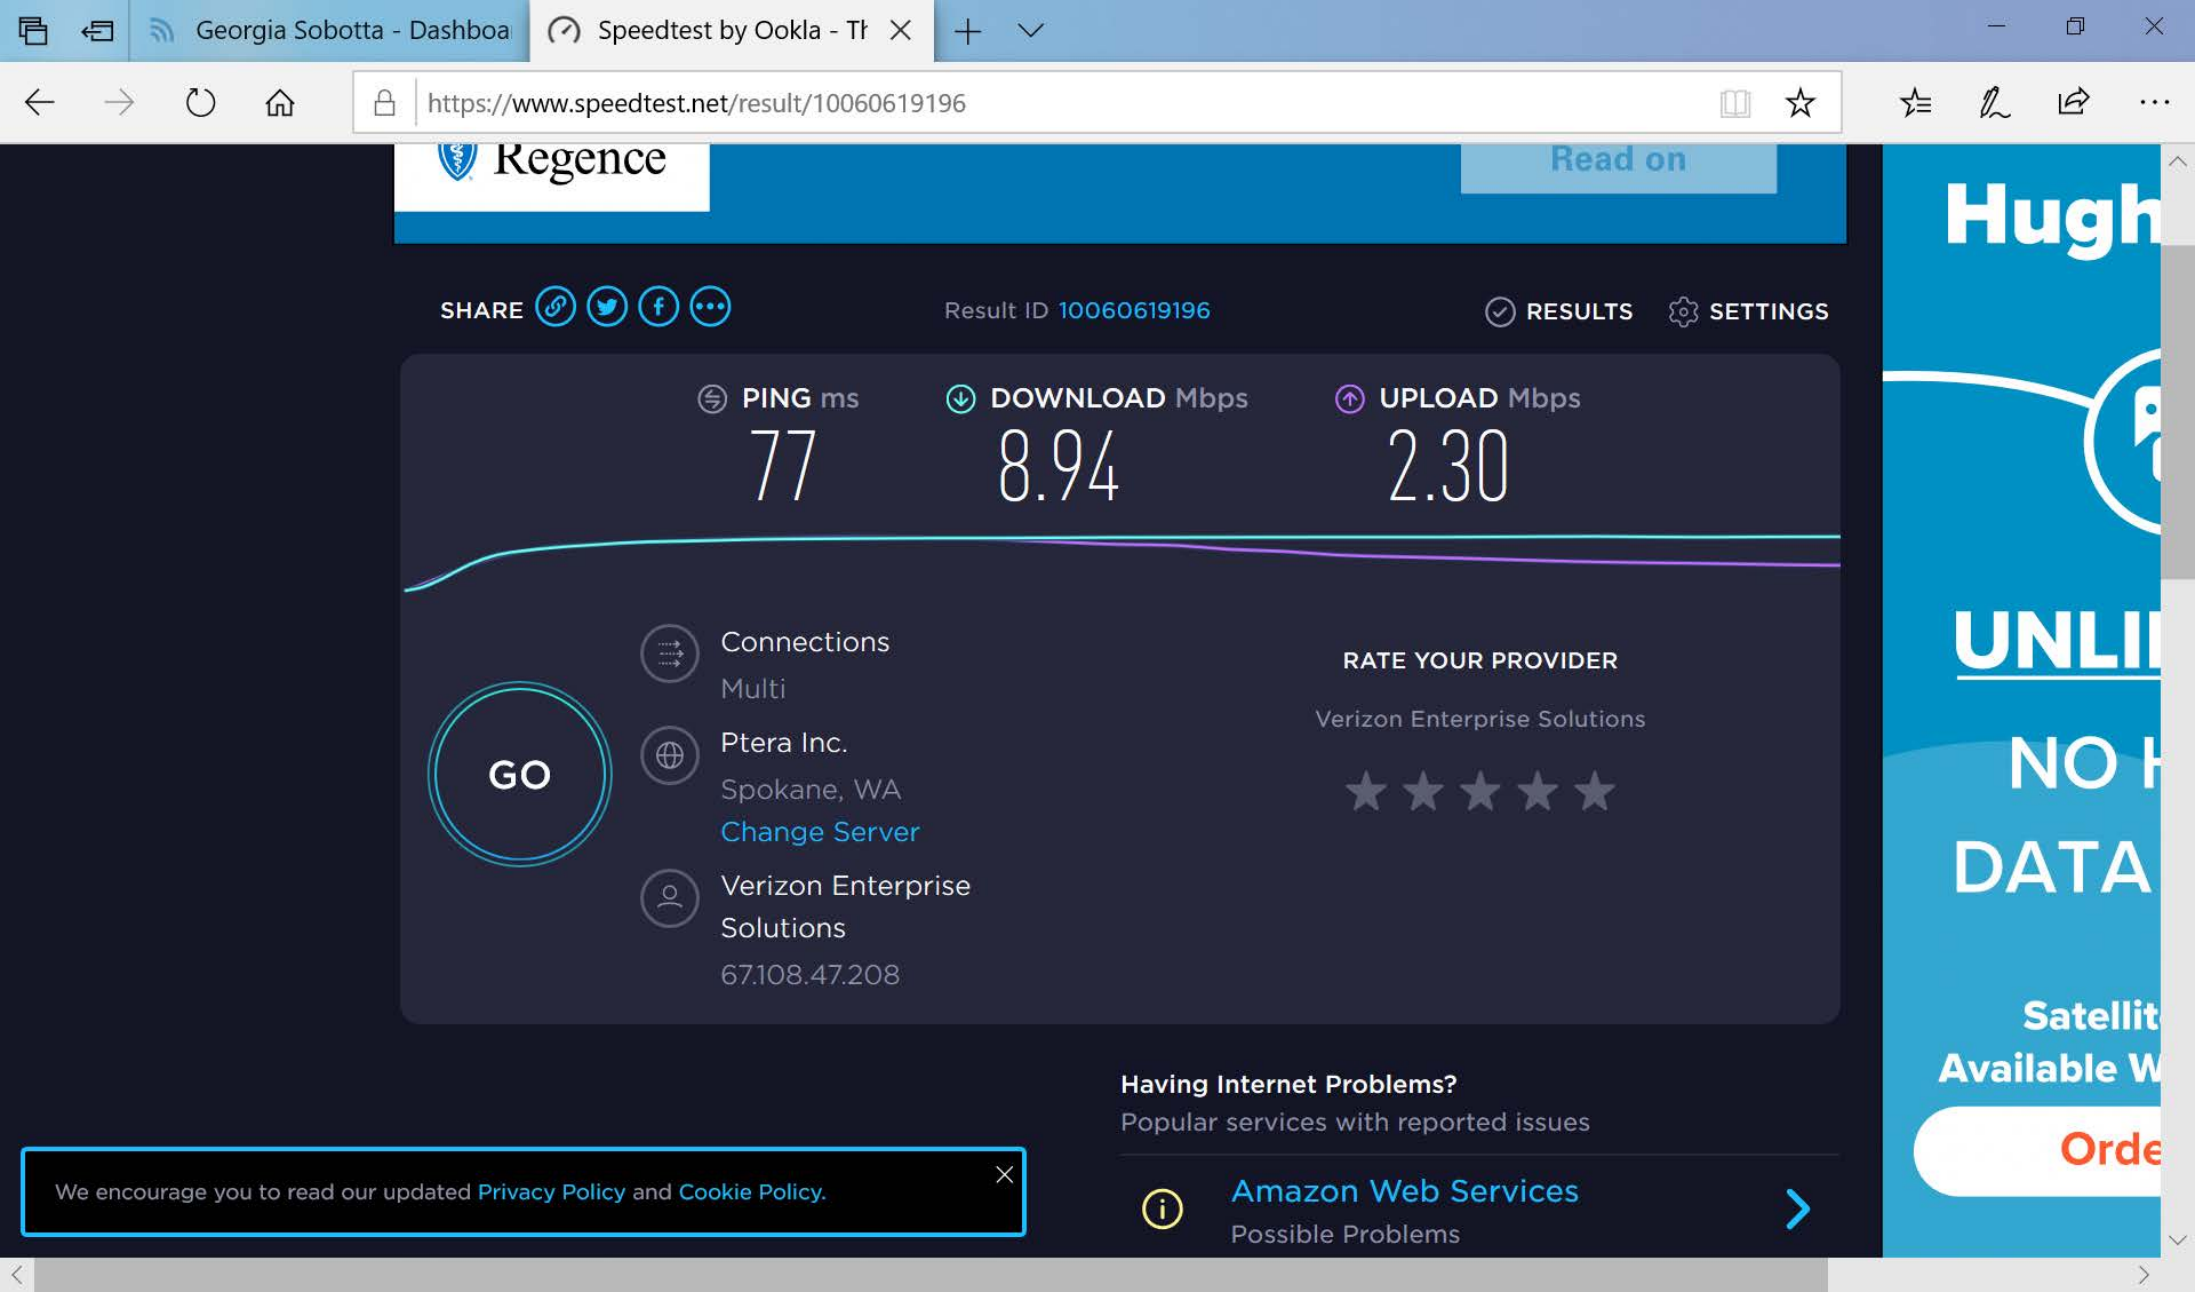 Georgia Sobotta - Dashboa
Speedtest by Ookla - Th
https://www.speedtest.net/result/10060619196
Regence
Read on
SHARE
Result ID 10060619196
RESULTS
SETTINGS
PING ms
DOWNLOAD Mbps
UPLOAD Mbps
77
8.94
2.30
Connections
Multi
Ptera Inc.
Spokane, WA
Change Server
Verizon Enterprise
Solutions
67.108.47.208
GO
RATE YOUR PROVIDER
Verizon Enterprise Solutions
Having Internet Problems?
Popular services with reported issues
Amazon Web Services
Possible Problems
We encourage you to read our updated Privacy Policy and Cookie Policy.
Hugh
UNLI
NO H
DATA
Satellit
Available W
Orde